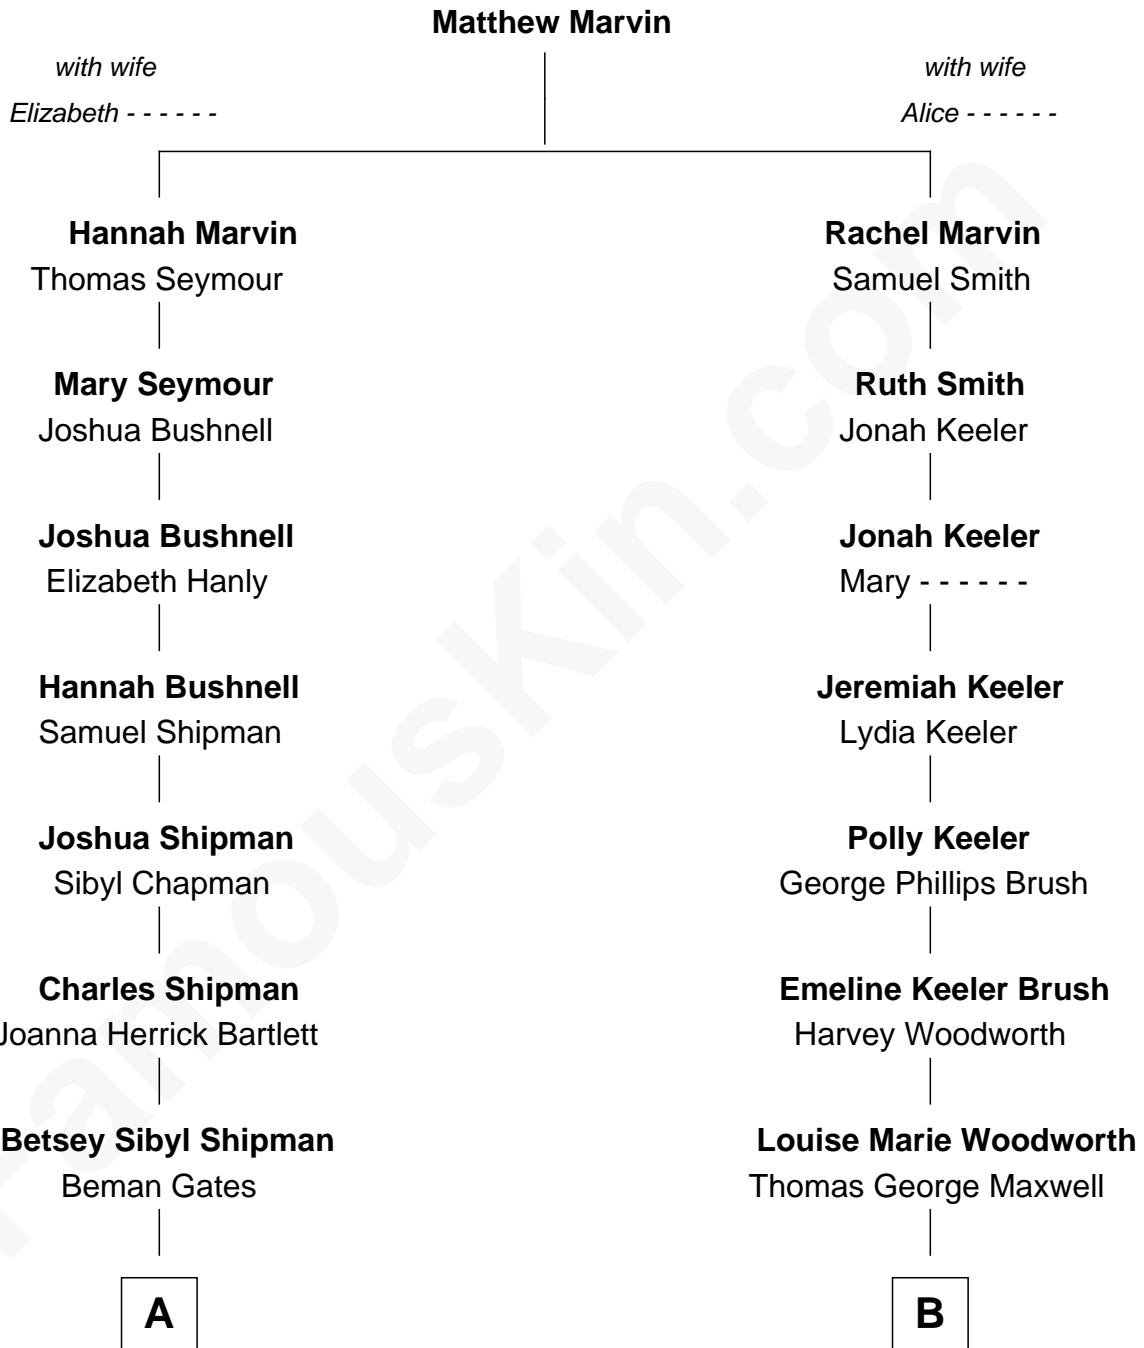 Matthew Marvin
with wife
Elizabeth - - - - - -
with wife
Alice - - - - - -
Hannah Marvin
Thomas Seymour
Rachel Marvin
Samuel Smith
Mary Seymour
Joshua Bushnell
Ruth Smith
Jonah Keeler
Joshua Bushnell
Elizabeth Hanly
Jonah Keeler
Mary - - - - - -
Hannah Bushnell
Samuel Shipman
Jeremiah Keeler
Lydia Keeler
Joshua Shipman
Sibyl Chapman
Polly Keeler
George Phillips Brush
Charles Shipman
Joanna Herrick Bartlett
Emeline Keeler Brush
Harvey Woodworth
Betsey Sibyl Shipman
Beman Gates
Louise Marie Woodworth
Thomas George Maxwell
A
B
FamousKin.com